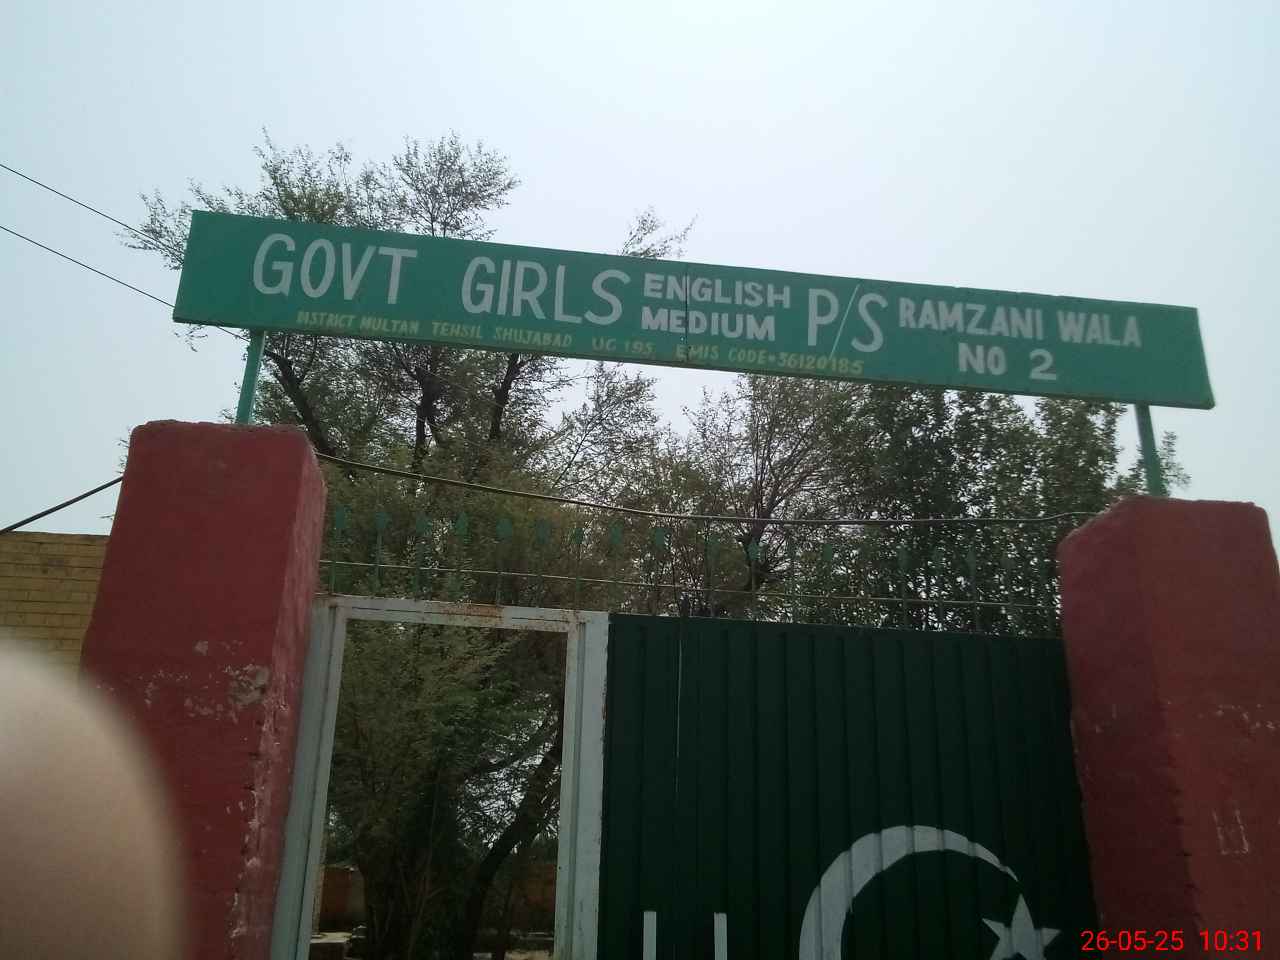 GOVT GIRLS ENGLISH MEDIUM P/S RAMZANI WALA NO 2
DISTRICT MULTAN TEHSIL SHUJABAD UC 195 EMIS CODE=36120185
26-05-25 10:31